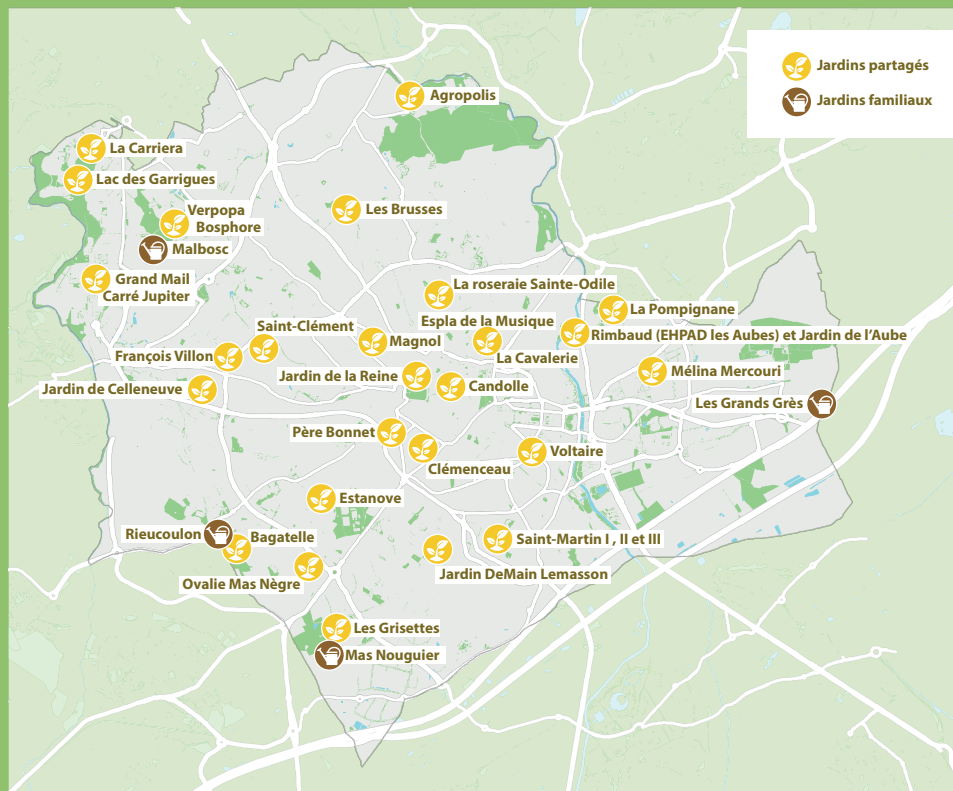 Jardins partagés
Jardins familiaux
Agropolis
La Carriera
Lac des Garrigues
Verpopa
Bosphore
Les Brusses
Malbosc
Grand Mail
Carré Jupiter
La roseraie Sainte-Odile
La Pompignane
Espla de la Musique
Saint-Clément
Rimbaud (EHPAD les Aubes) et Jardin de l'Aube
Magnol
François Villon
La Cavalerie
Mélina Mercouri
Jardin de la Reine
Candolle
Jardin de Celleneuve
Les Grands Grès
Père Bonnet
Voltaire
Clémenceau
Estanove
Rieucoulon
Bagatelle
Saint-Martin I , II et III
Jardin DeMain Lemasson
Ovalie Mas Nègre
Les Grisettes
Mas Nouguier